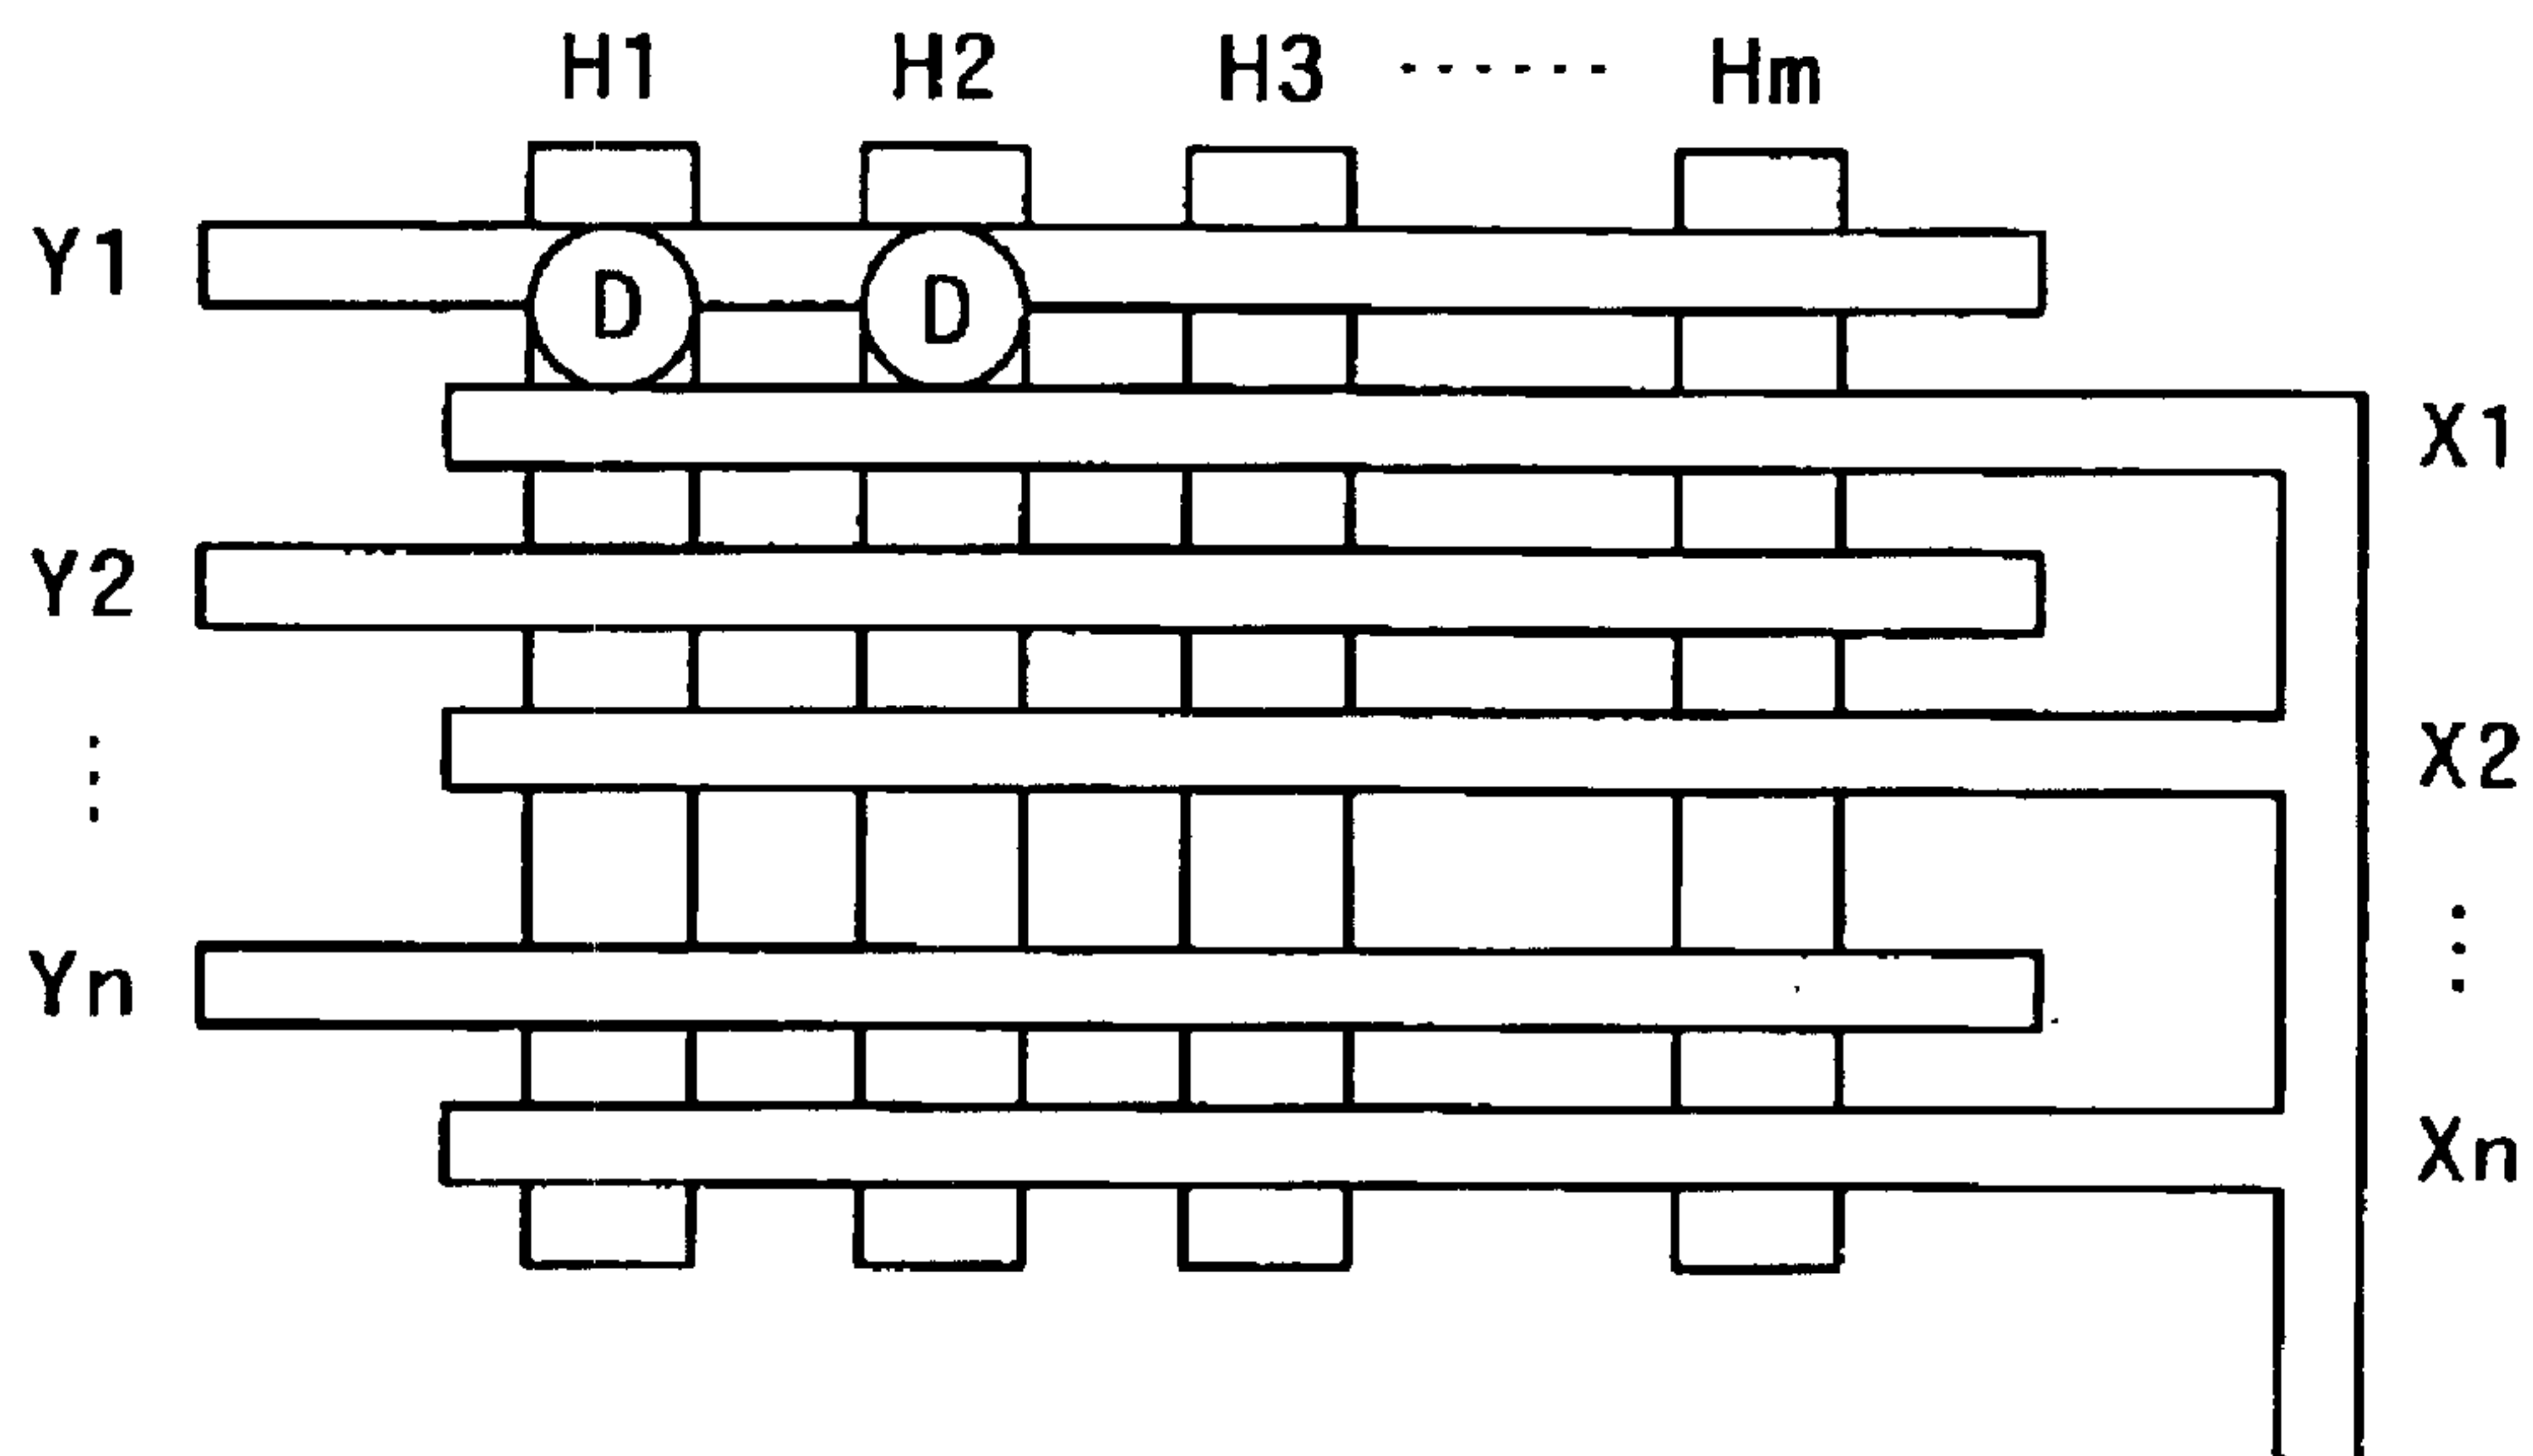 H1 H2 H3 ······ Hm
Y1
D D
X1
Y2
X2
⋮
⋮
Yn
Xn